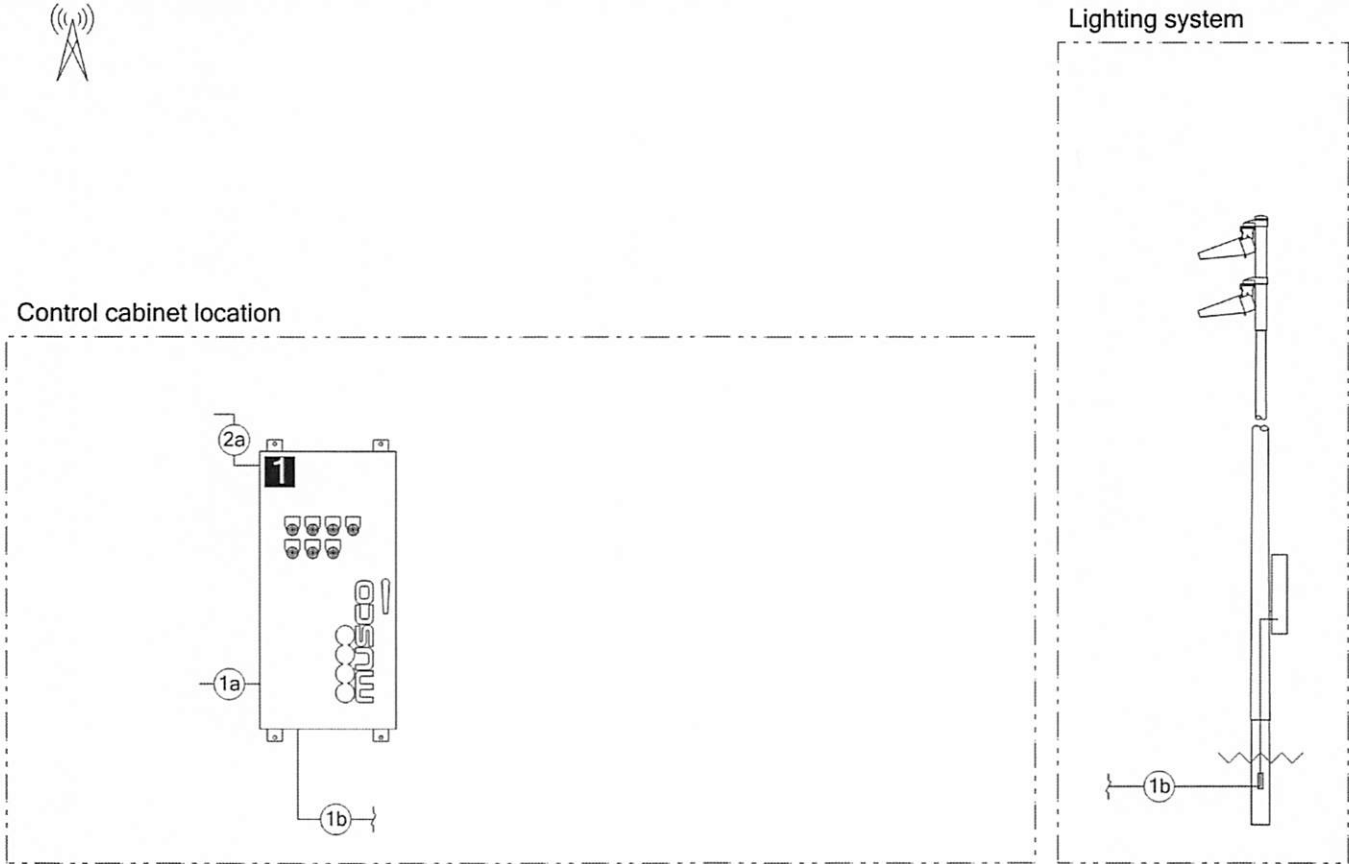 Lighting system
Control cabinet location
2a
1
musco
1a
1b
1b